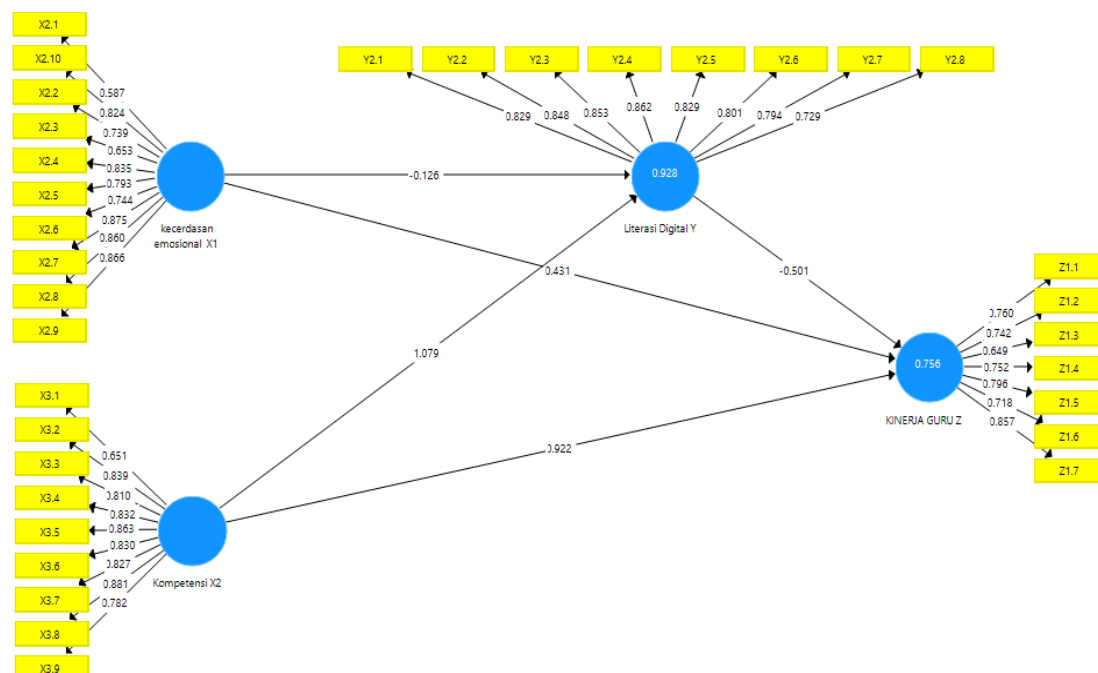 X2.1
X2.10
X2.2
X2.3
X2.4
X2.5
X2.6
X2.7
X2.8
X2.9
0.587
0.824
0.739
0.653
0.835
0.793
0.744
0.875
0.860
0.866
kecerdasan
emosional X1
Y2.1 Y2.2 Y2.3 Y2.4 Y2.5 Y2.6 Y2.7 Y2.8
0.829 0.848 0.853 0.862 0.829 0.801 0.794 0.729
0.928
Literasi Digital Y
-0.126
0.431
-0.501
1.079
0.922
X3.1
X3.2
X3.3
X3.4
X3.5
X3.6
X3.7
X3.8
X3.9
0.651
0.839
0.810
0.832
0.863
0.830
0.827
0.881
0.782
Kompetensi X2
0.756
KINERJA GURU Z
0.760
0.742
0.649
0.752
0.796
0.718
0.857
Z1.1
Z1.2
Z1.3
Z1.4
Z1.5
Z1.6
Z1.7